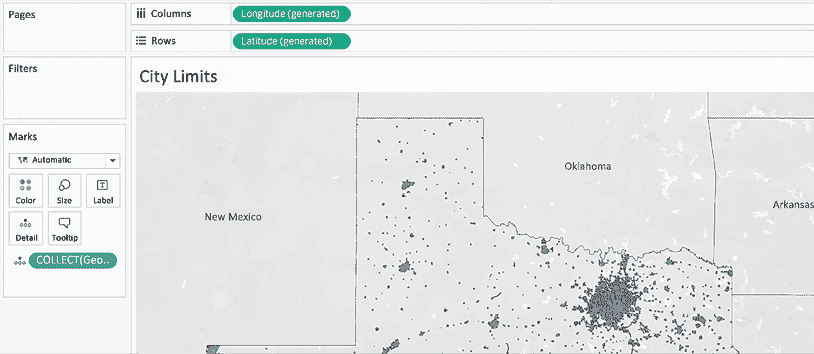 Pages
Columns
Longitude (generated)
Rows
Latitude (generated)
Filters
City Limits
Marks
Automatic
Color
Size
Label
Detail
Tooltip
COLLECT(Geo..
New Mexico
Oklahoma
Arkansas